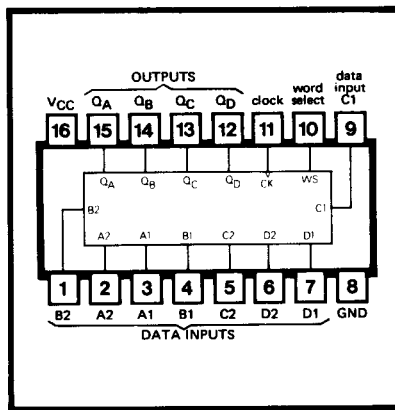 OUTPUTS
data
word input
VCC QA QB QC QD clock select C1
16 15 14 13 12 11 10 9
QA QB QC QD CK WS
B2 C1
A2 A1 B1 C2 D2 D1
1 2 3 4 5 6 7 8
B2 A2 A1 B1 C2 D2 D1 GND
DATA INPUTS